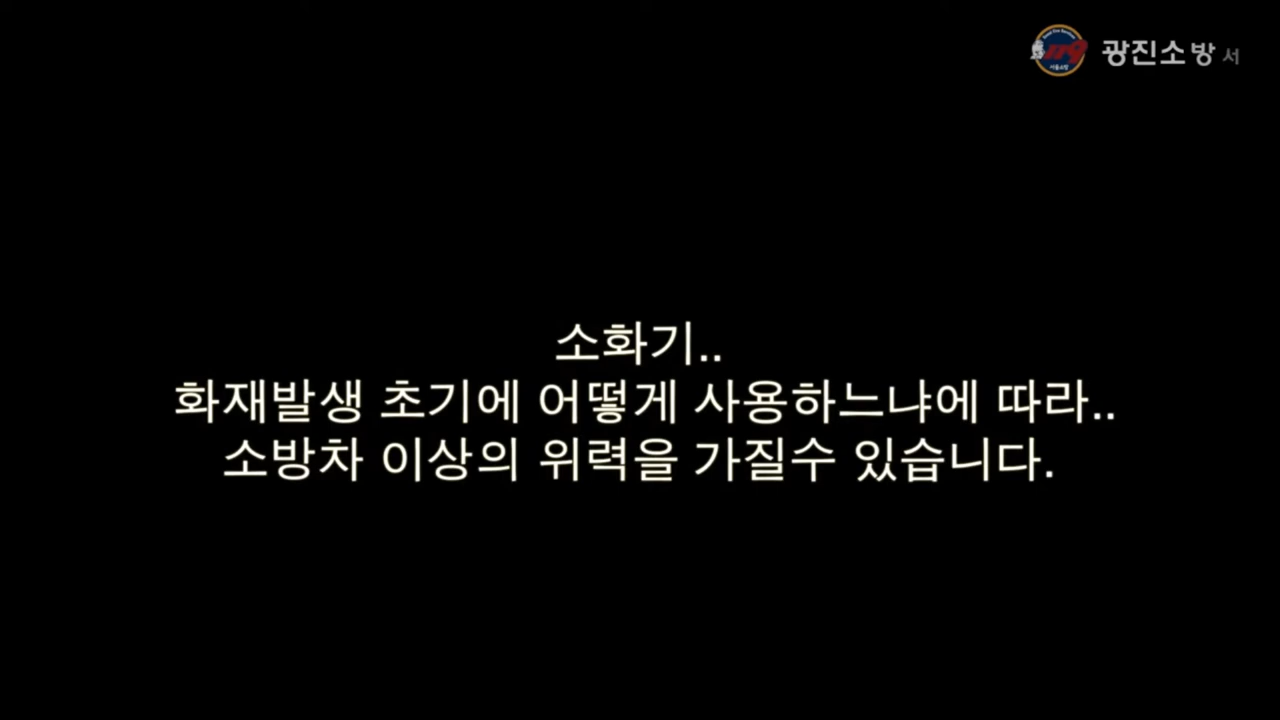 119
광진소방서
소화기..
화재발생 초기에 어떻게 사용하느냐에 따라..
소방차 이상의 위력을 가질수 있습니다.